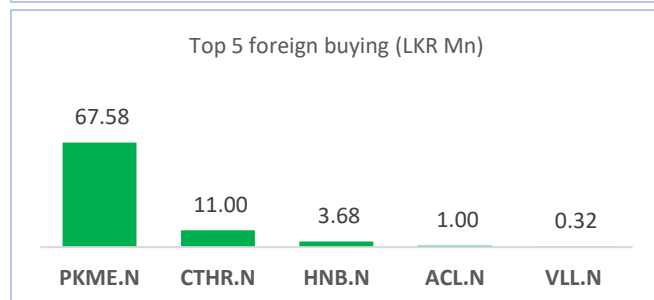 Top 5 foreign buying (LKR Mn)
67.58
11.00
3.68
1.00
0.32
PKME.N CTHR.N HNB.N ACL.N VLL.N